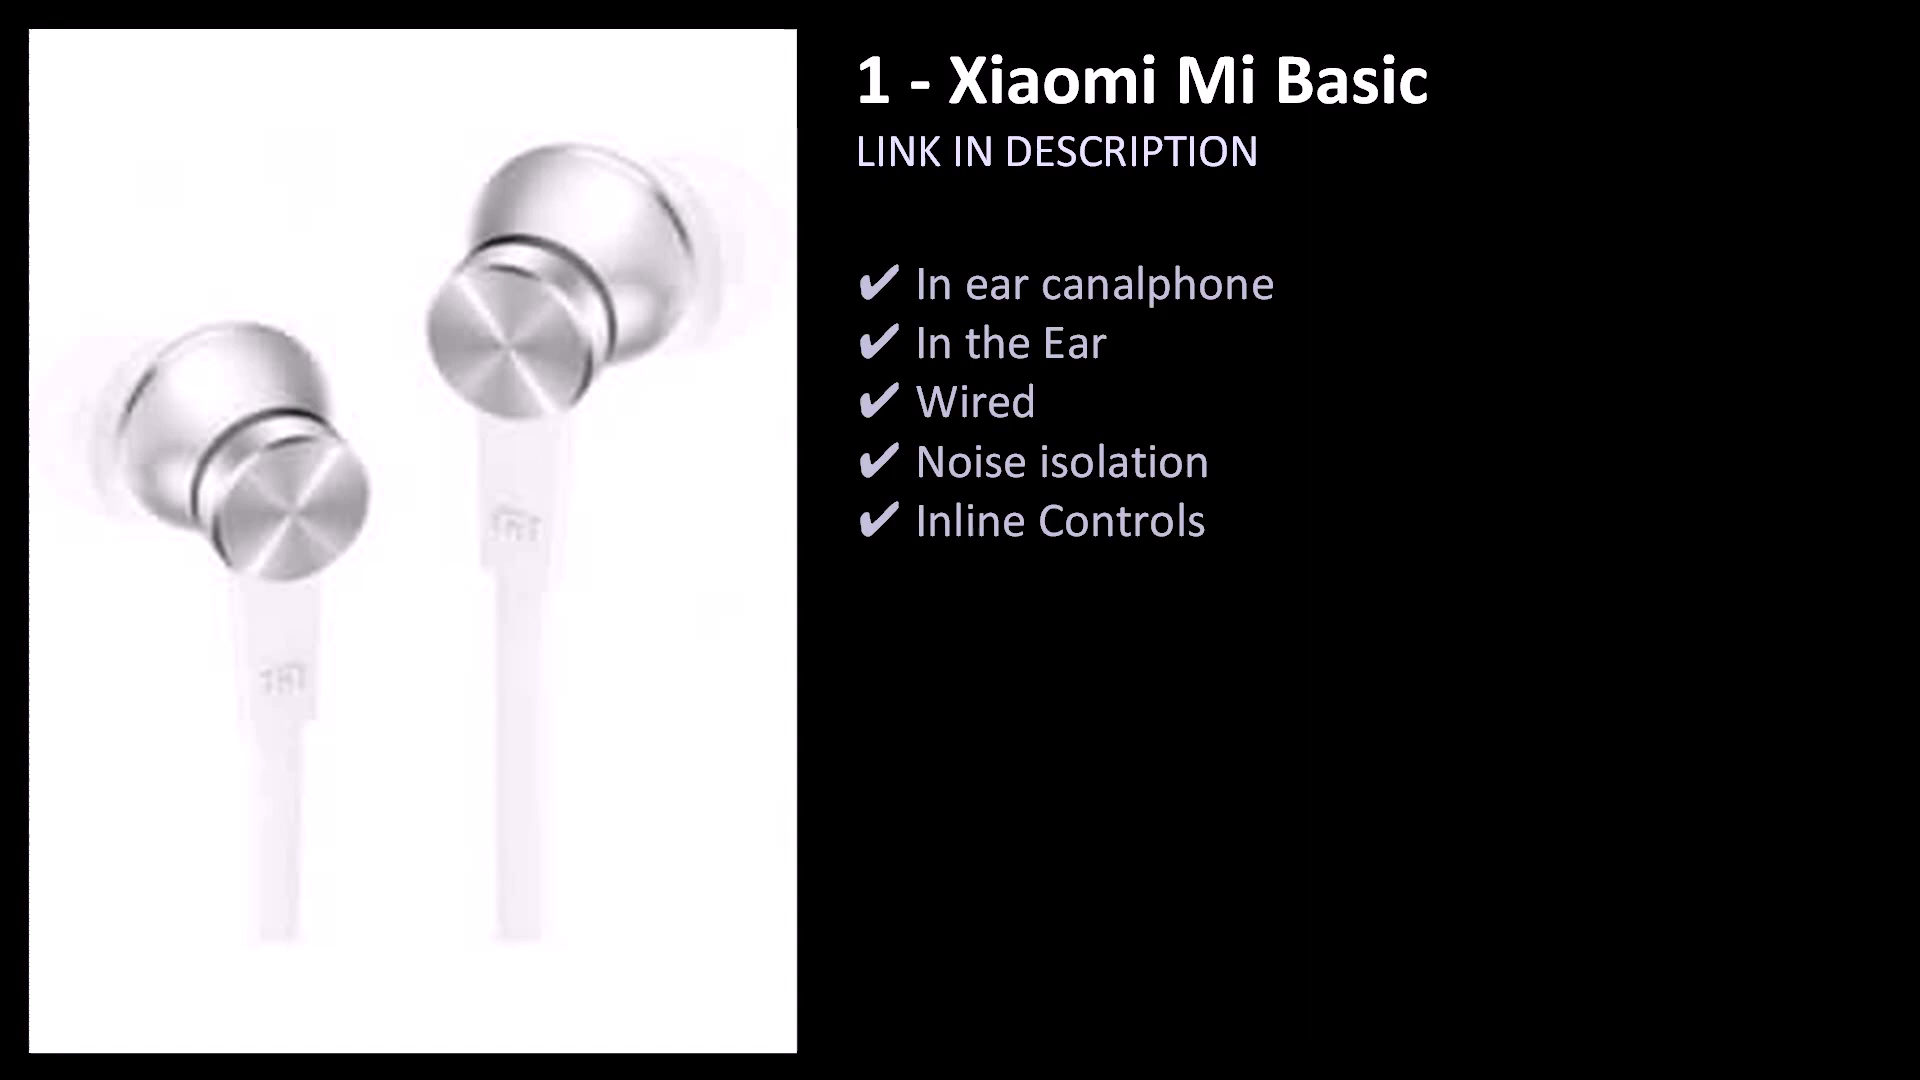 1 - Xiaomi Mi Basic
LINK IN DESCRIPTION
✔ In ear canalphone
✔ In the Ear
✔ Wired
✔ Noise isolation
✔ Inline Controls